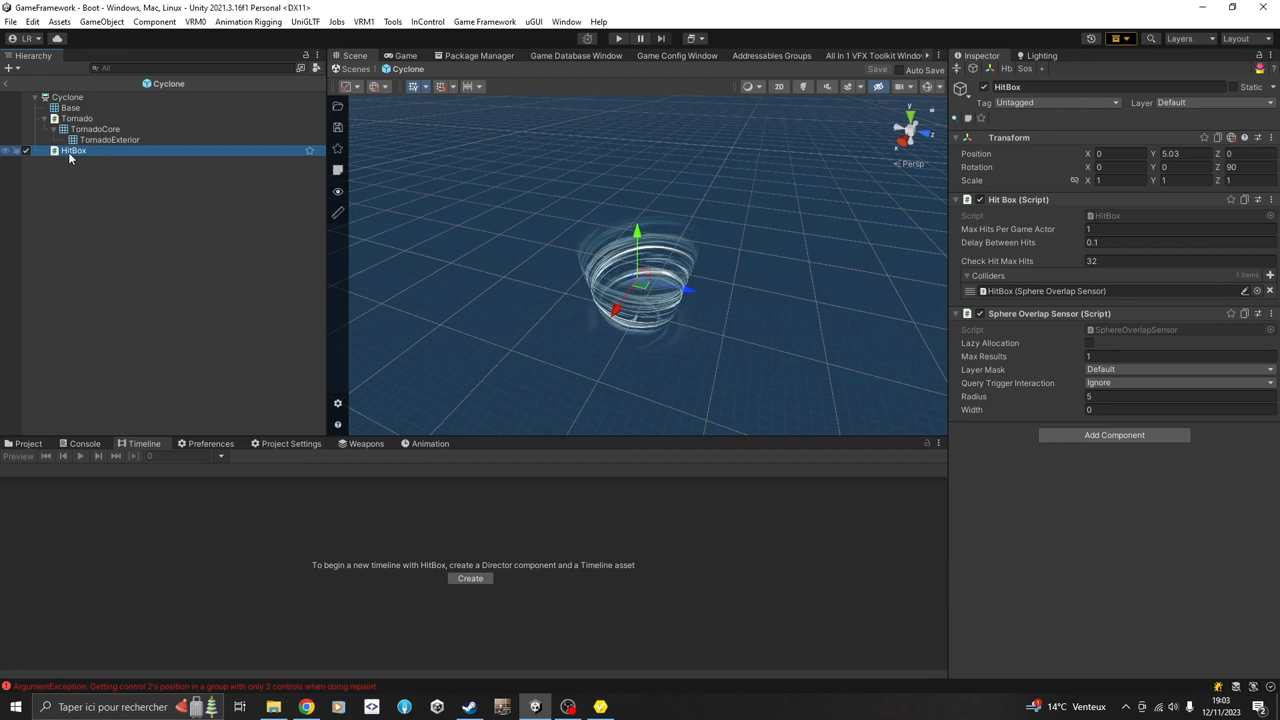 GameFramework - Boot - Windows, Mac, Linux - Unity 2021.3.16f1 Personal <DX11>
File Edit Assets GameObject Component VRM0 Animation Rigging UniGLTF Jobs VRM1 Tools InControl Game Framework uGUI Window Help
LR Layers Layout
Hierarchy Scene Game Package Manager Game Database Window Game Config Window Addressables Groups All In 1 VFX Toolkit Windov Inspector Lighting
All Scenes Cyclone Save Auto Save Hb Sos
Cyclone
2D
HitBox Static
Tag Untagged Layer Default
Cyclone
Base
Tornado
TornadoCore
TornadoExterior
HitBox
y
x
Persp
Transform
Position X 0 Y 5.03 Z 0
Rotation X 0 Y 0 Z 90
Scale X 1 Y 1 Z 1
Hit Box (Script)
Script HitBox
Max Hits Per Game Actor 1
Delay Between Hits 0.1
Check Hit Max Hits 32
Colliders 1 items
HitBox (Sphere Overlap Sensor)
Sphere Overlap Sensor (Script)
Script SphereOverlapSensor
Lazy Allocation
Max Results 1
Layer Mask Default
Query Trigger Interaction Ignore
Radius 5
Width 0
Add Component
Project Console Timeline Preferences Project Settings Weapons Animation
Preview 0
To begin a new timeline with HitBox, create a Director component and a Timeline asset
Create
ArgumentException: Getting control 2's position in a group with only 2 controls when doing repaint
Taper ici pour rechercher 14°C Venteux 19:03
12/11/2023